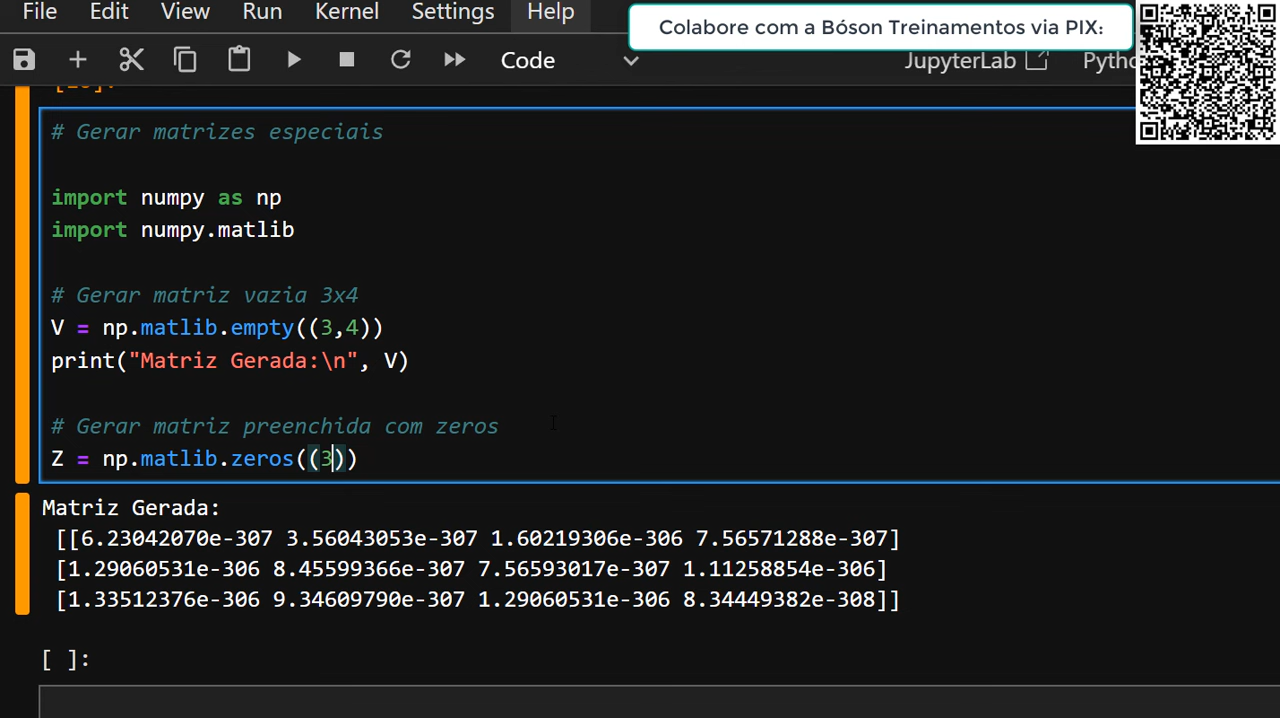 File Edit View Run Kernel Settings Help
Colabore com a Bóson Treinamentos via PIX:
Code JupyterLab Pytho
# Gerar matrizes especiais
import numpy as np
import numpy.matlib
# Gerar matriz vazia 3x4
V = np.matlib.empty((3,4))
print("Matriz Gerada:\n", V)
# Gerar matriz preenchida com zeros
Z = np.matlib.zeros((3))
Matriz Gerada:
[[6.23042070e-307 3.56043053e-307 1.60219306e-306 7.56571288e-307]
[1.29060531e-306 8.45599366e-307 7.56593017e-307 1.11258854e-306]
[1.33512376e-306 9.34609790e-307 1.29060531e-306 8.34449382e-308]]
[ ]: